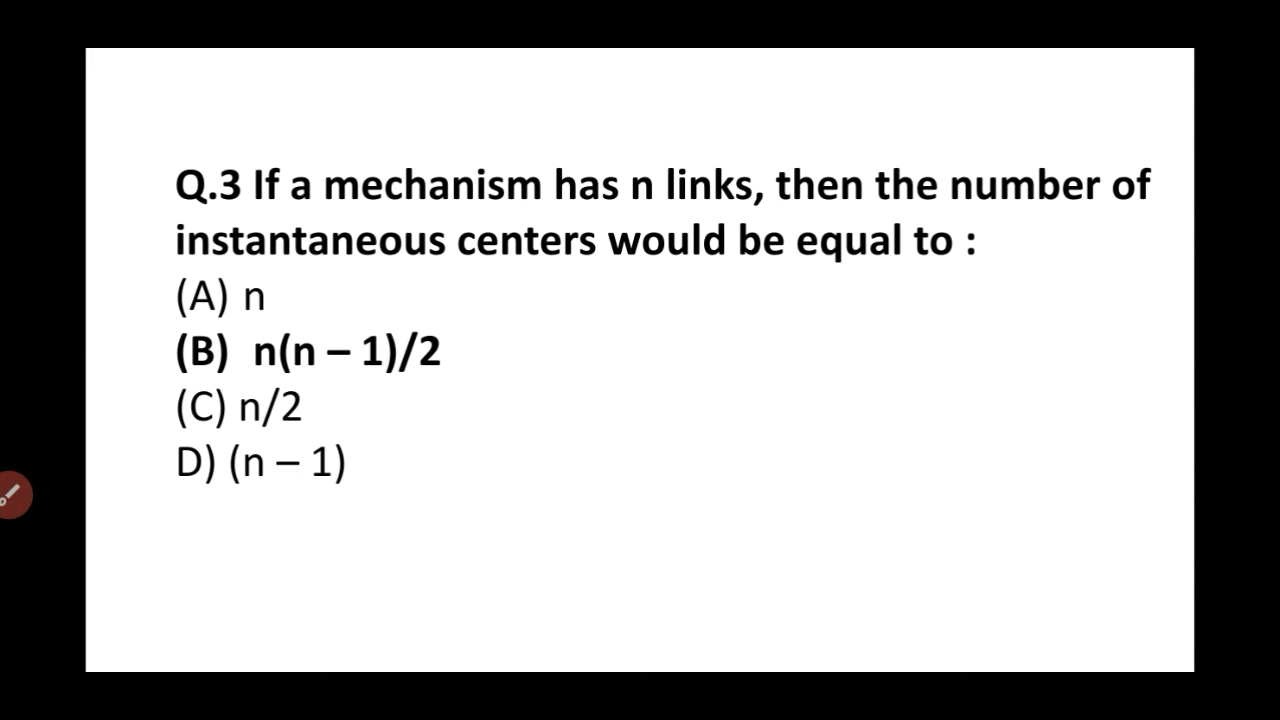 Q.3 If a mechanism has n links, then the number of
instantaneous centers would be equal to :
(A) n
(B) n(n – 1)/2
(C) n/2
D) (n – 1)